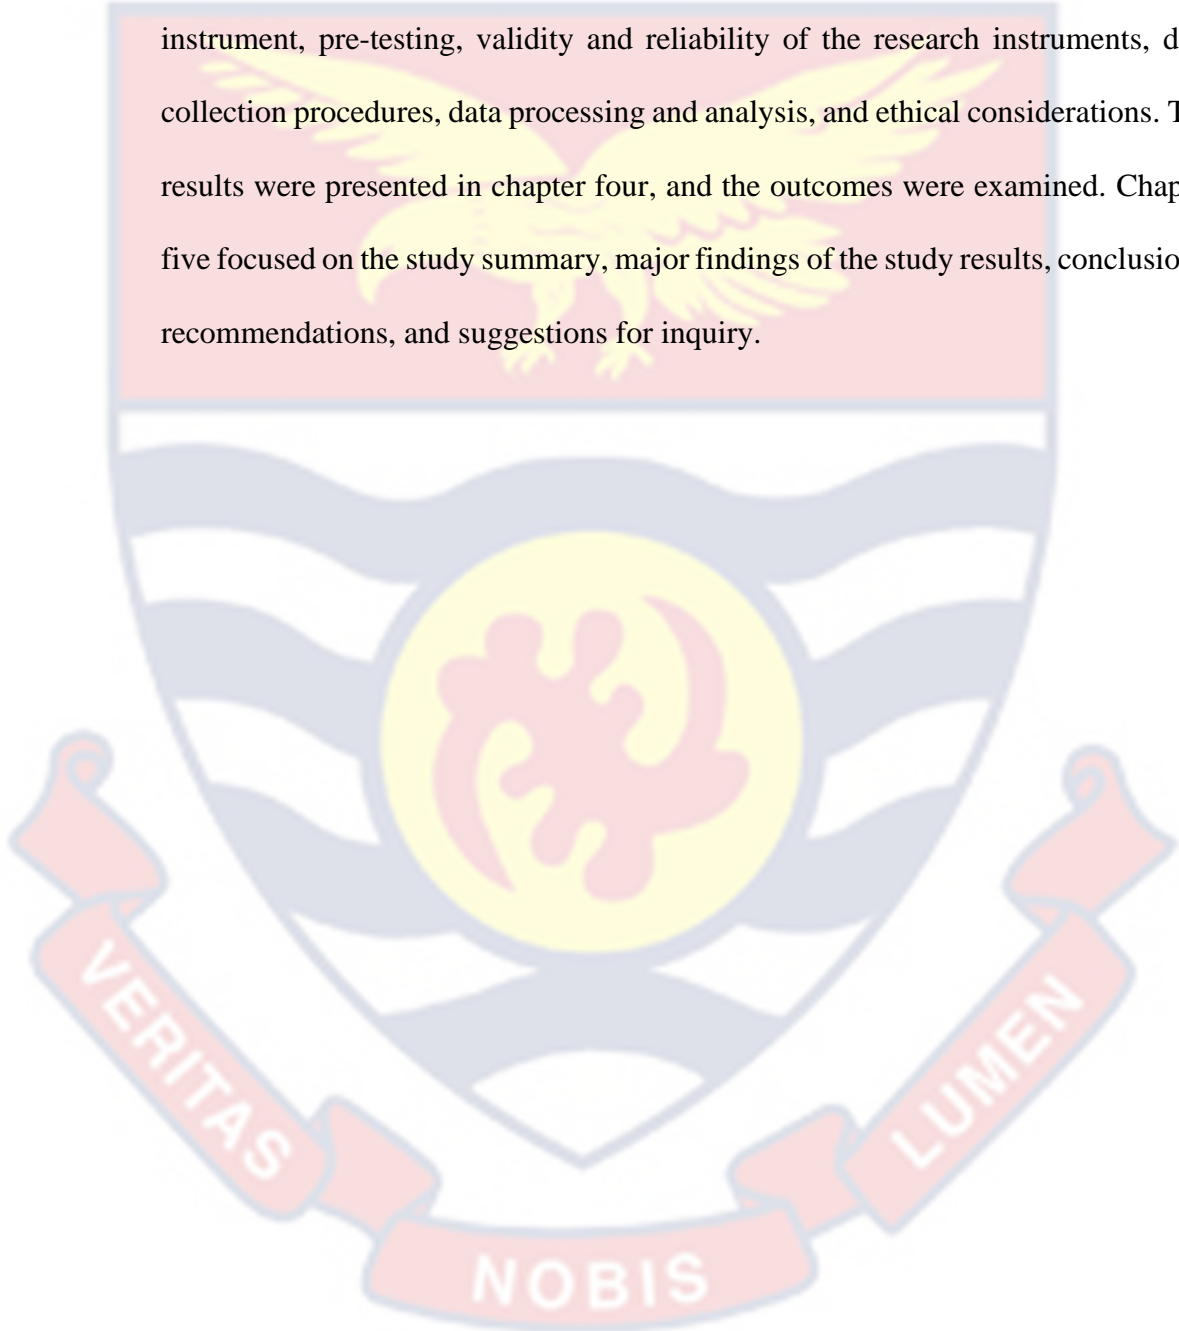 instrument, pre-testing, validity and reliability of the research instruments, d
collection procedures, data processing and analysis, and ethical considerations. T
results were presented in chapter four, and the outcomes were examined. Chap
five focused on the study summary, major findings of the study results, conclusio
recommendations, and suggestions for inquiry.
VERITAS
NOBIS
LUMEN